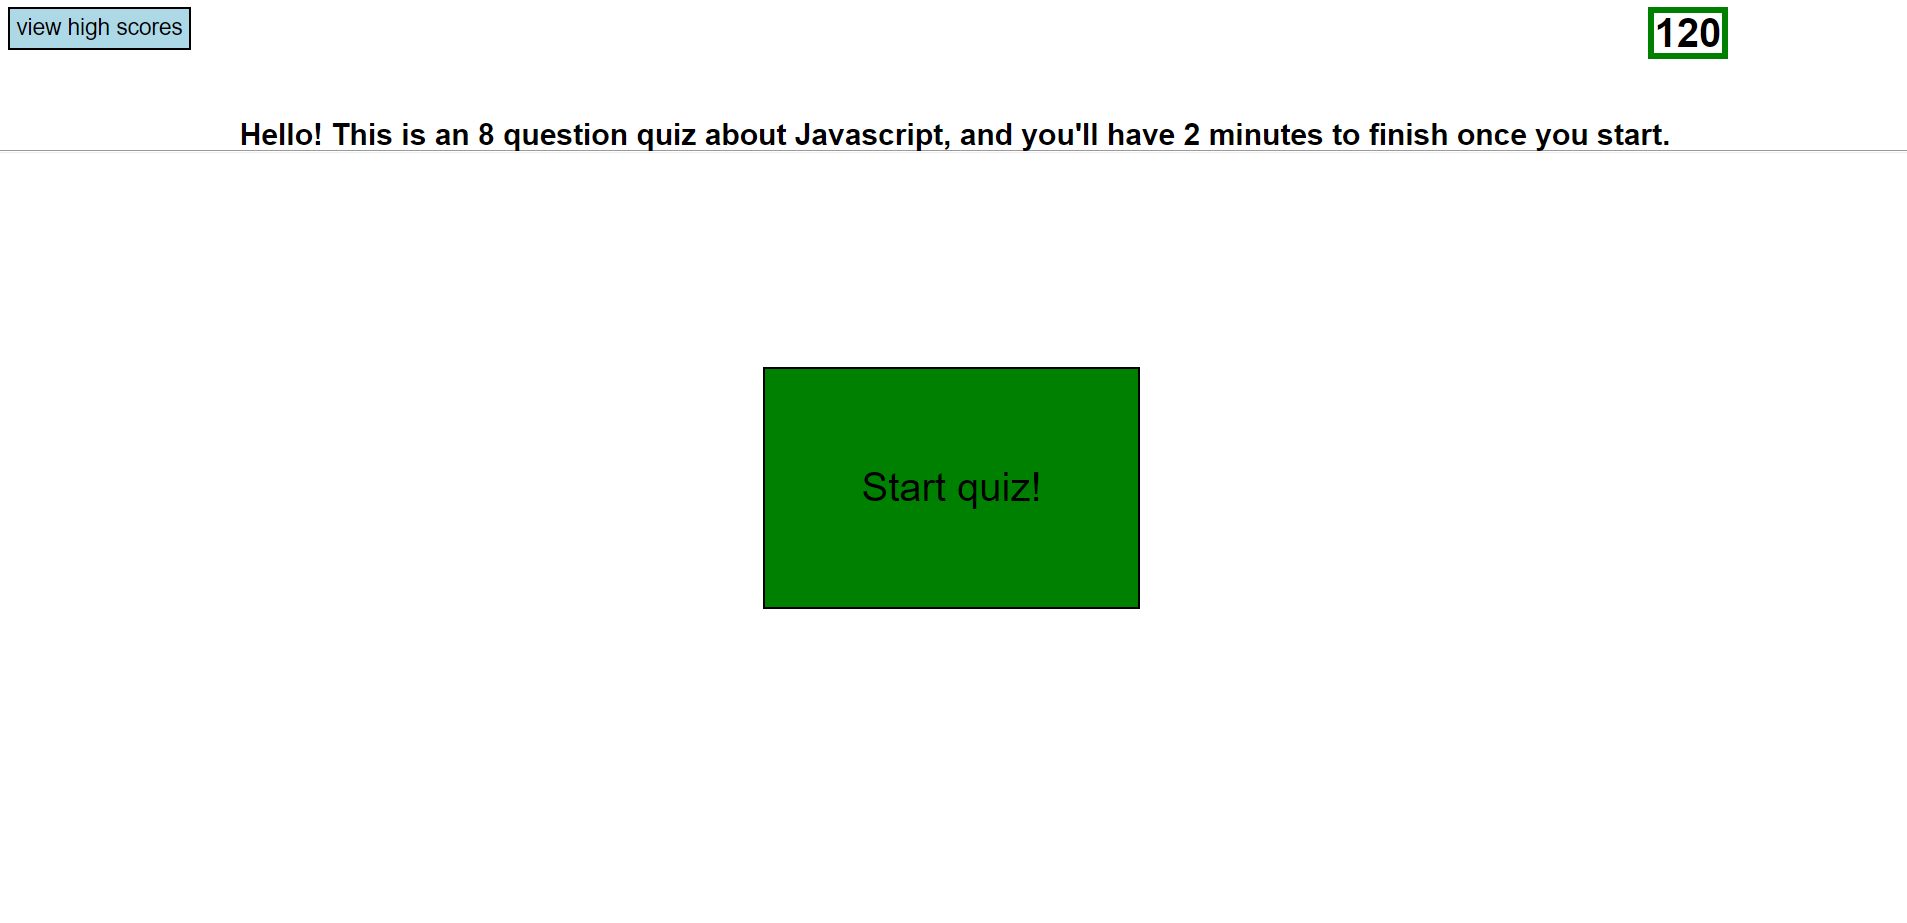 view high scores
120
Hello! This is an 8 question quiz about Javascript, and you'll have 2 minutes to finish once you start.
Start quiz!